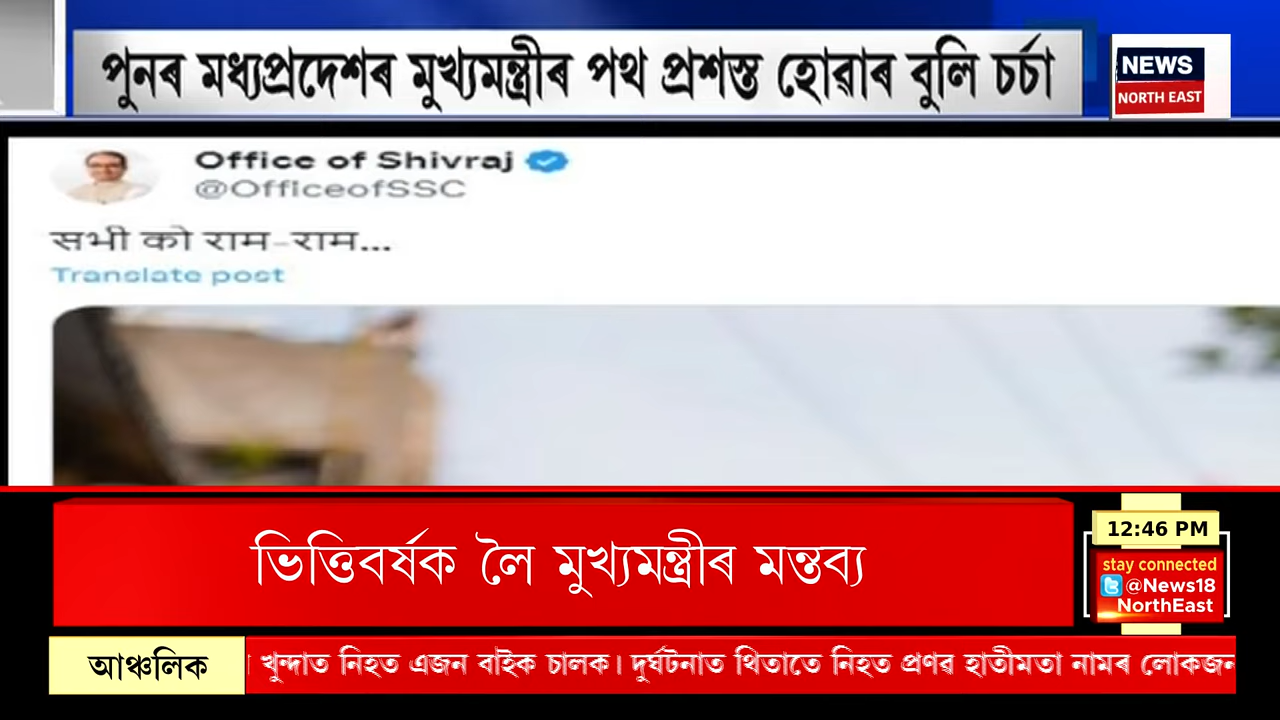 পুনৰ মধ্যপ্ৰদেশৰ মুখ্যমন্ত্ৰীৰ পথ প্ৰশস্ত হোৱাৰ বুলি চৰ্চা
NEWS
NORTH EAST
Office of Shivraj
@OfficeofSSC
सभी को राम-राम...
Translate post
ভিত্তিবৰ্ষক লৈ মুখ্যমন্ত্ৰীৰ মন্তব্য
12:46 PM
stay connected
@News18
NorthEast
আঞ্চলিক
খুন্দাত নিহত এজন বাইক চালক। দুৰ্ঘটনাত থিতাতে নিহত প্ৰণৱ হাতীমতা নামৰ লোকজন